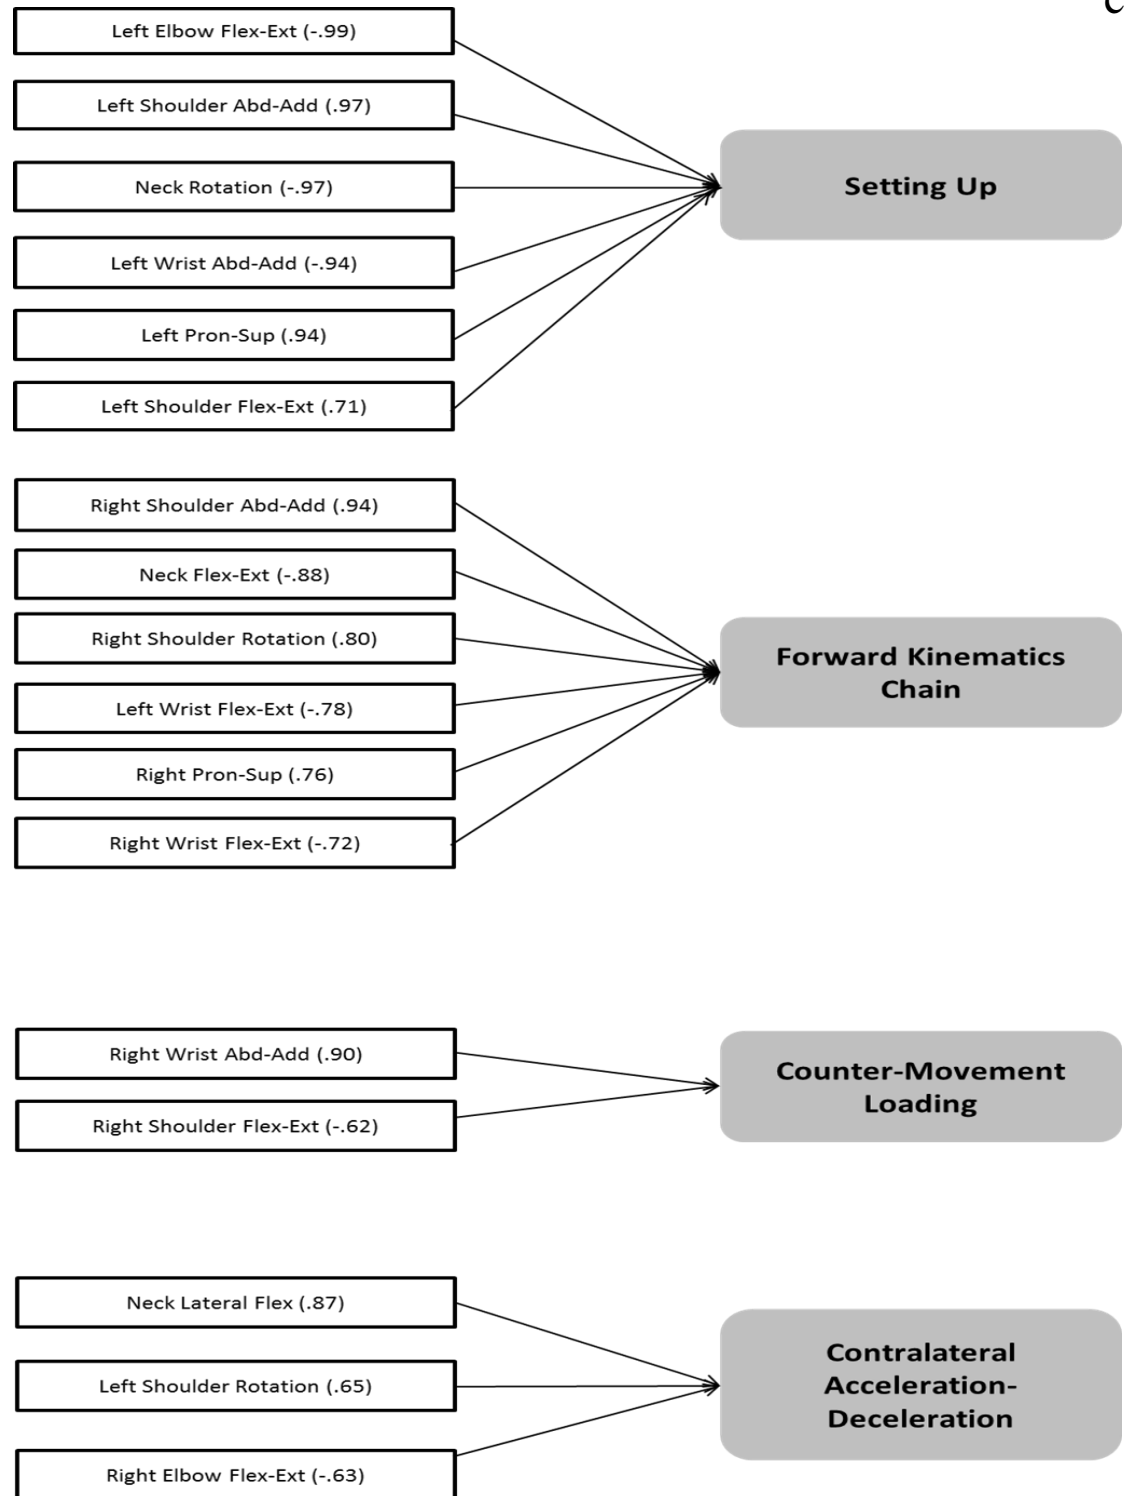 Left Elbow Flex-Ext (-.99)
Left Shoulder Abd-Add (.97)
Neck Rotation (-.97)
Left Wrist Abd-Add (-.94)
Left Pron-Sup (.94)
Left Shoulder Flex-Ext (.71)
Setting Up
Right Shoulder Abd-Add (.94)
Neck Flex-Ext (-.88)
Right Shoulder Rotation (.80)
Left Wrist Flex-Ext (-.78)
Right Pron-Sup (.76)
Right Wrist Flex-Ext (-.72)
Forward Kinematics
Chain
Right Wrist Abd-Add (.90)
Right Shoulder Flex-Ext (-.62)
Counter-Movement
Loading
Neck Lateral Flex (.87)
Left Shoulder Rotation (.65)
Right Elbow Flex-Ext (-.63)
Contralateral
Acceleration-
Deceleration